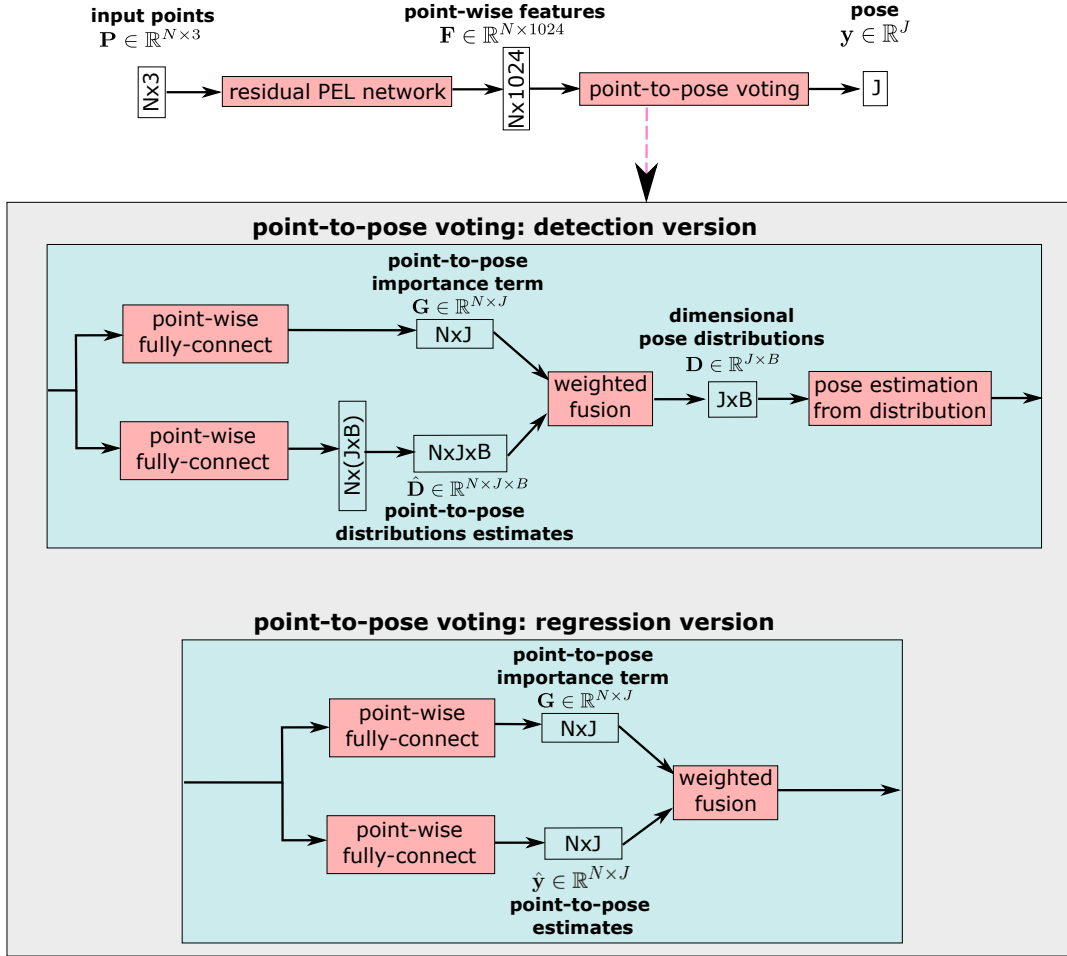 input points
P ∈ ℝ^{N×3}
Nx3
residual PEL network
point-wise features
F ∈ ℝ^{N×1024}
Nx1024
point-to-pose voting
pose
y ∈ ℝ^J
J
point-to-pose voting: detection version
point-wise
fully-connect
point-to-pose
importance term
G ∈ ℝ^{N×J}
NxJ
point-wise
fully-connect
Nx(JxB)
NxJxB
D̂ ∈ ℝ^{N×J×B}
point-to-pose
distributions estimates
weighted
fusion
dimensional
pose distributions
D ∈ ℝ^{J×B}
JxB
pose estimation
from distribution
point-to-pose voting: regression version
point-wise
fully-connect
point-to-pose
importance term
G ∈ ℝ^{N×J}
NxJ
point-wise
fully-connect
NxJ
ŷ ∈ ℝ^{N×J}
point-to-pose
estimates
weighted
fusion